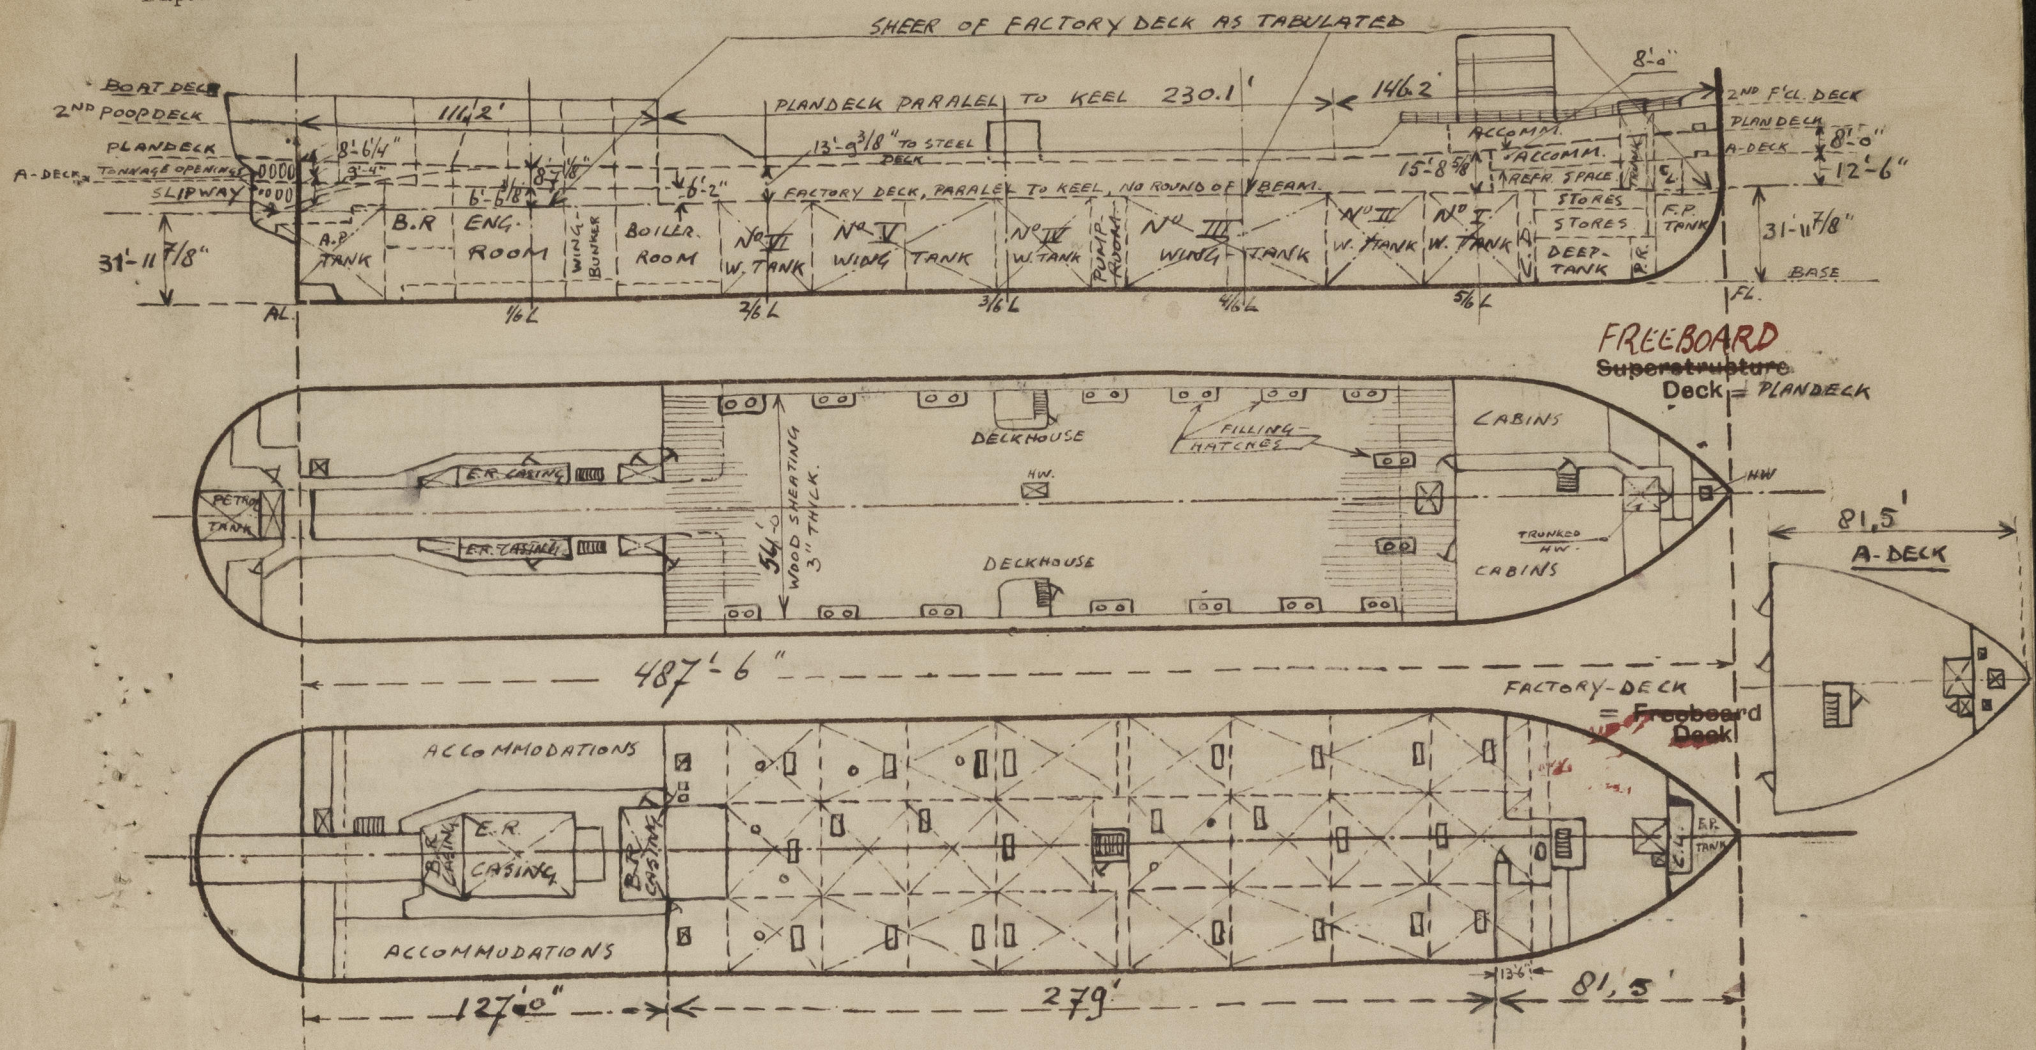 SHEER OF FACTORY DECK AS TABULATED
BOAT DECK
2ND POOPDECK
PLANDECK
A-DECK
TONNAGE OPENINGS
SLIPWAY
31'-11 7/8"
111,2'
PLANDECK PARALEL TO KEEL 230.1'
146.2'
8'-0"
2ND F'CL DECK
PLANDECK
A-DECK
8'-0"
12'-6"
31'-11 7/8"
BASE
FL.
8'-6 1/4"
9'-4"
6'-6 3/8"
8'-7 1/8"
6'-2"
13'-9 3/8" TO STEEL
DECK
15'-8 5/8"
FACTORY DECK, PARALEL TO KEEL, NO ROUND OF BEAM.
ACCOMM.
ACCOMM.
REFR. SPACE
TRUNK
C.L.
A.P.
TANK
B.R
ENG.
ROOM
WING-
BUNKER
BOILER-
ROOM
Nº VI
W. TANK
Nº V
WING TANK
Nº IV
W. TANK
PUMP-
ROOM
Nº III
WING-TANK
Nº II
W. TANK
Nº I
W. TANK
C.D
STORES
STORES
DEEP-
TANK
P.R.
F.P.
TANK
AL.
1/6 L
2/6 L
3/6 L
4/6 L
5/6 L
FREEBOARD
Superstructure
Deck = PLANDECK
PETROL
TANK
E.R. CASING
E.R. CASING
54'-0
WOOD SHEATING
3" THICK.
DECKHOUSE
HW.
DECKHOUSE
FILLING-
HATCHES
CABINS
CABINS
TRUNKED
HW.
HW
81,5'
A-DECK
487'-6"
FACTORY-DECK
= Freeboard
Deck
ACCOMMODATIONS
B.R
CASING
E.R.
CASING
B.R
CASING
C.L.
F.P.
TANK
ACCOMMODATIONS
127'-0"
279'
13'6"
81,5'